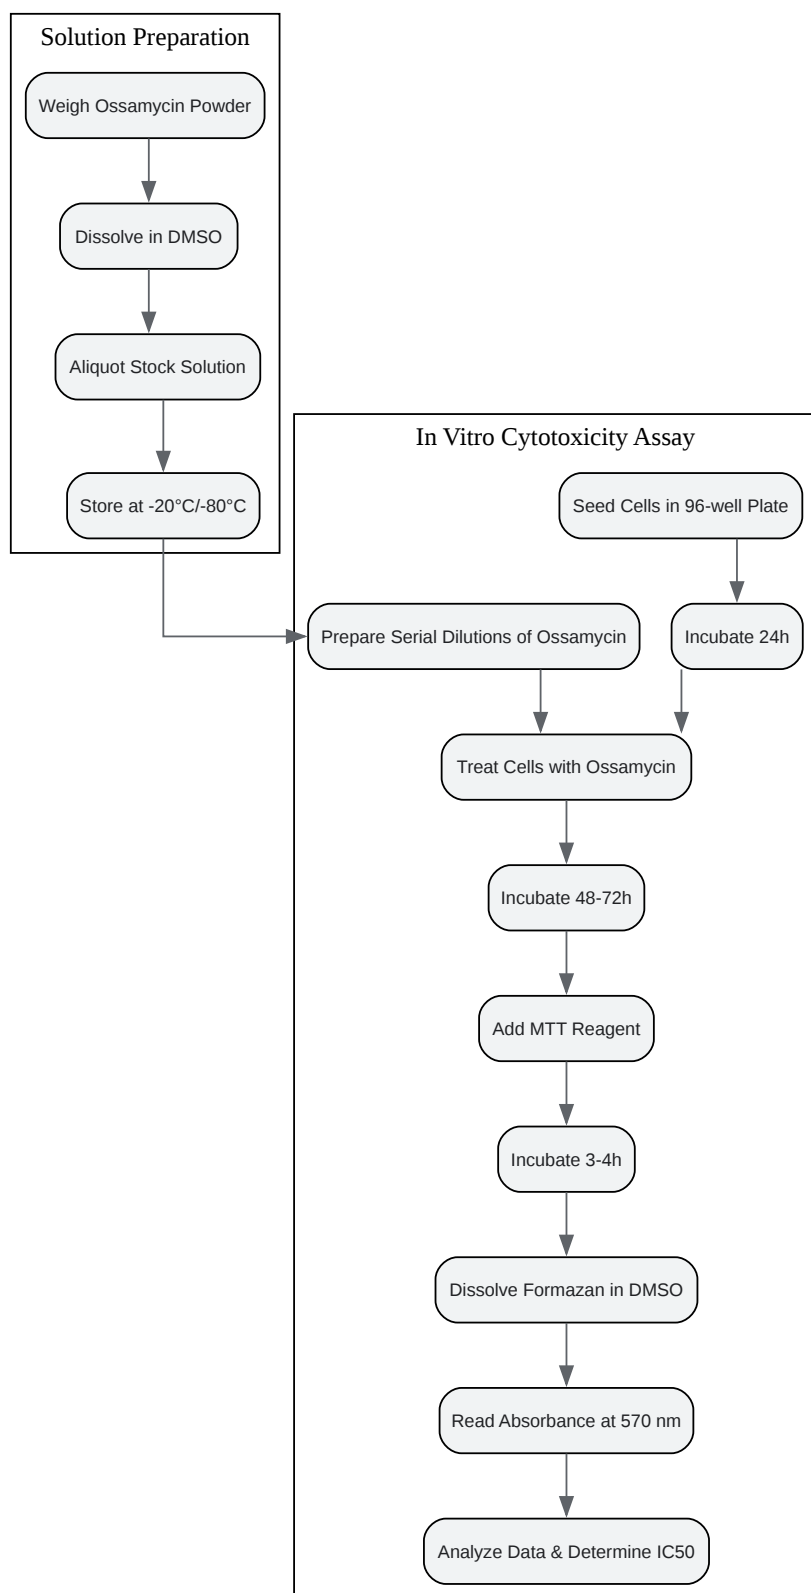 Solution Preparation
Weigh Ossamycin Powder
Dissolve in DMSO
Aliquot Stock Solution
Store at -20°C/-80°C
In Vitro Cytotoxicity Assay
Seed Cells in 96-well Plate
Prepare Serial Dilutions of Ossamycin
Incubate 24h
Treat Cells with Ossamycin
Incubate 48-72h
Add MTT Reagent
Incubate 3-4h
Dissolve Formazan in DMSO
Read Absorbance at 570 nm
Analyze Data & Determine IC50